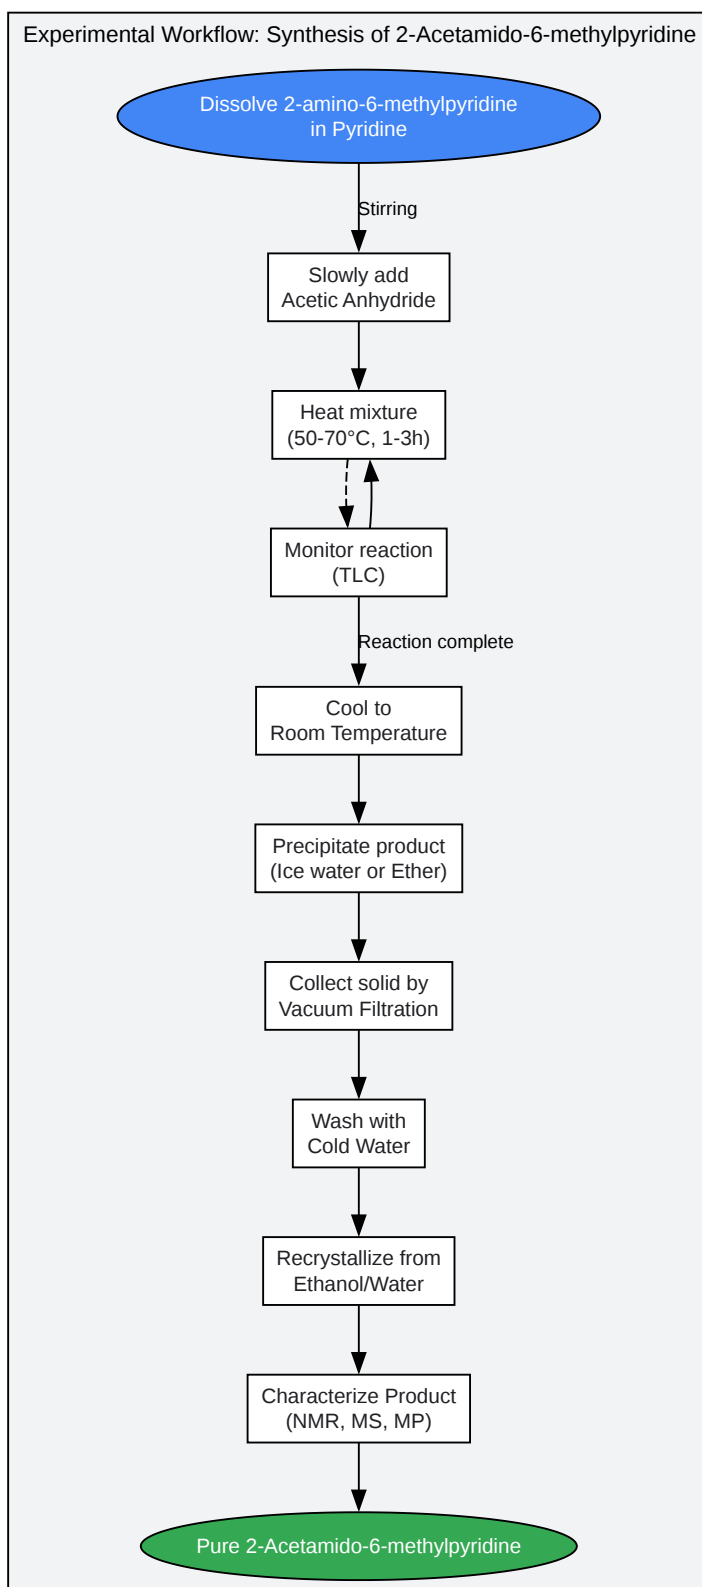 Experimental Workflow: Synthesis of 2-Acetamido-6-methylpyridine
Dissolve 2-amino-6-methylpyridine
in Pyridine
Stirring
Slowly add
Acetic Anhydride
Heat mixture
(50-70°C, 1-3h)
Monitor reaction
(TLC)
Reaction complete
Cool to
Room Temperature
Precipitate product
(Ice water or Ether)
Collect solid by
Vacuum Filtration
Wash with
Cold Water
Recrystallize from
Ethanol/Water
Characterize Product
(NMR, MS, MP)
Pure 2-Acetamido-6-methylpyridine